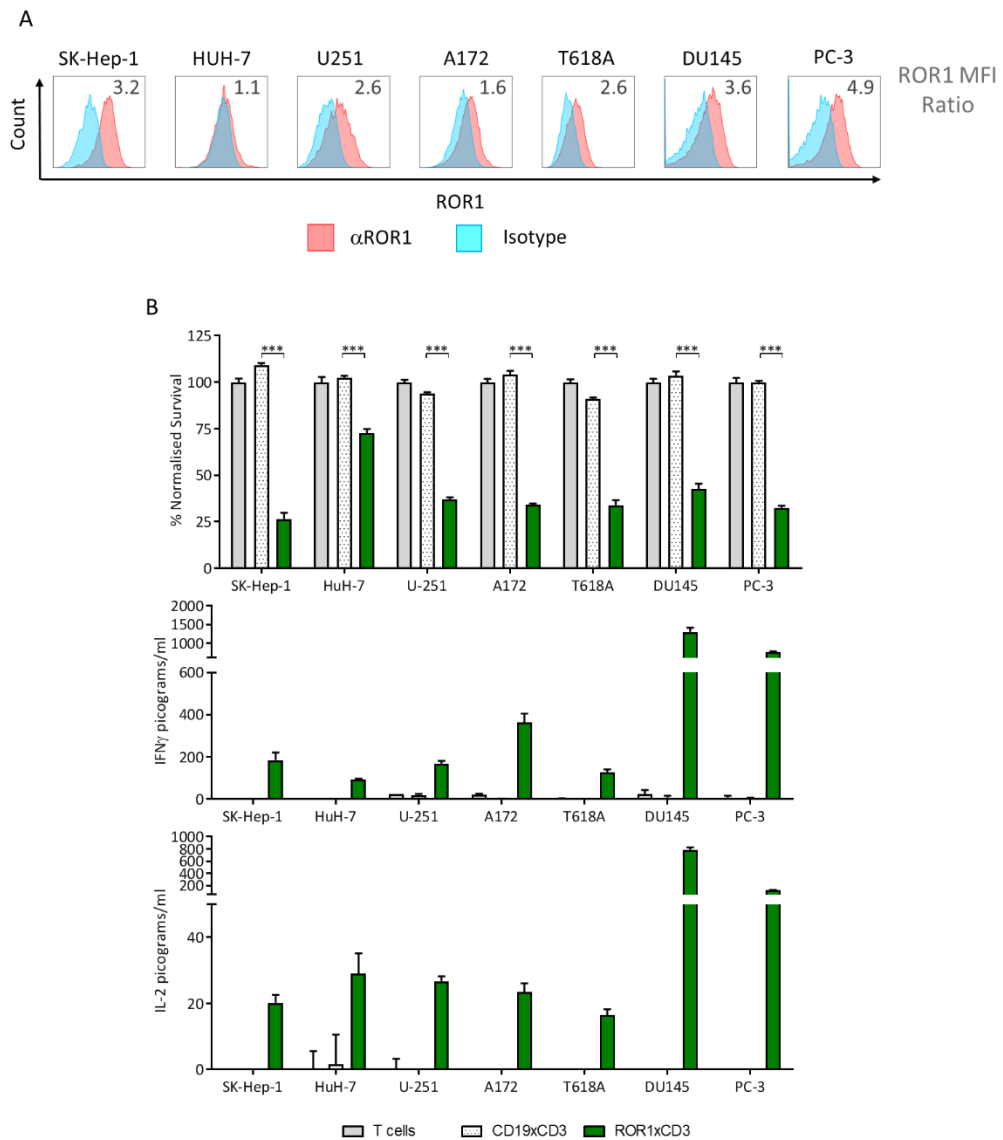 A
SK-Hep-1 HUH-7 U251 A172 T618A DU145 PC-3
3.2 1.1 2.6 1.6 2.6 3.6 4.9
ROR1 MFI
Ratio
Count
ROR1
αROR1 Isotype
B
% Normalised Survival
125
100
75
50
25
0
*** *** *** *** *** *** ***
SK-Hep-1 HuH-7 U-251 A172 T618A DU145 PC-3
IFNγ picograms/ml
2000
1500
1000
600
400
200
0
SK-Hep-1 HuH-7 U-251 A172 T618A DU145 PC-3
IL-2 picograms/ml
1000
800
600
400
200
40
20
0
SK-Hep-1 HuH-7 U-251 A172 T618A DU145 PC-3
T cells CD19xCD3 ROR1xCD3